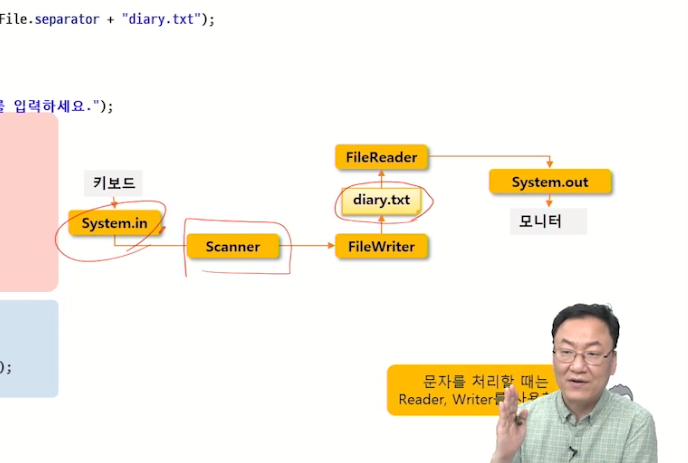 File.separator + "diary.txt");
를 입력하세요.");
FileReader
키보드
System.out
diary.txt
System.in
모니터
Scanner
FileWriter
);
문자를 처리할 때는
Reader, Writer를